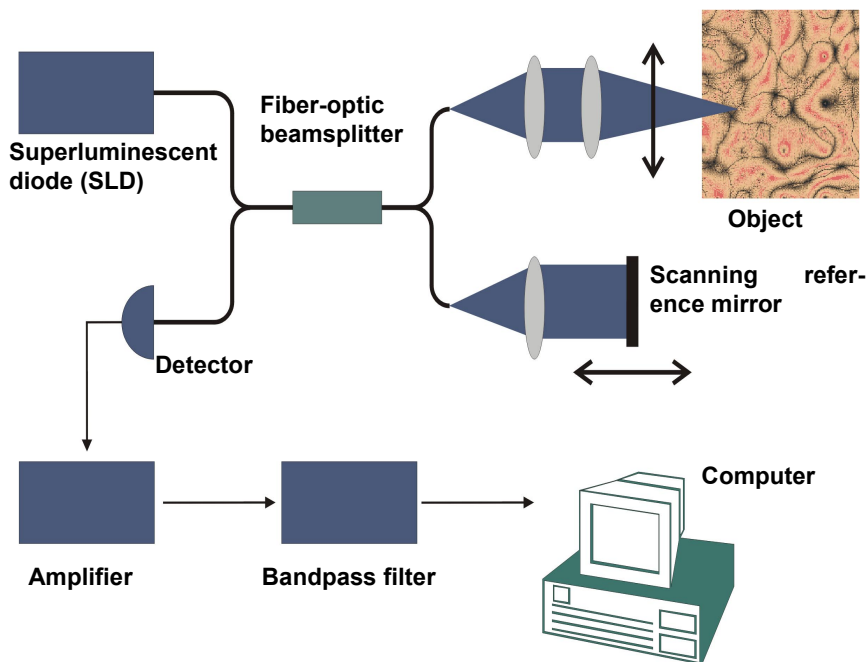 Superluminescent
diode (SLD)
Fiber-optic
beamsplitter
Object
Scanning refer-
ence mirror
Detector
Amplifier
Bandpass filter
Computer